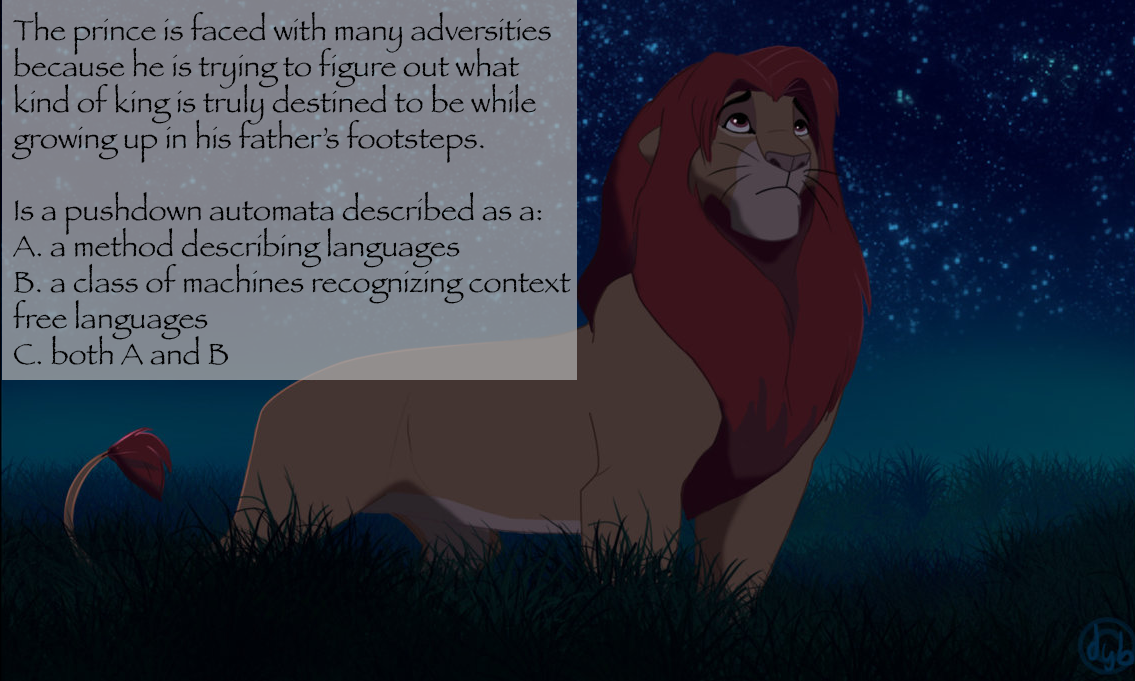 The prince is faced with many adversities
because he is trying to figure out what
kind of king is truly destined to be while
growing up in his father's footsteps.
Is a pushdown automata described as a:
A. a method describing languages
B. a class of machines recognizing context
free languages
C. both A and B
dyb